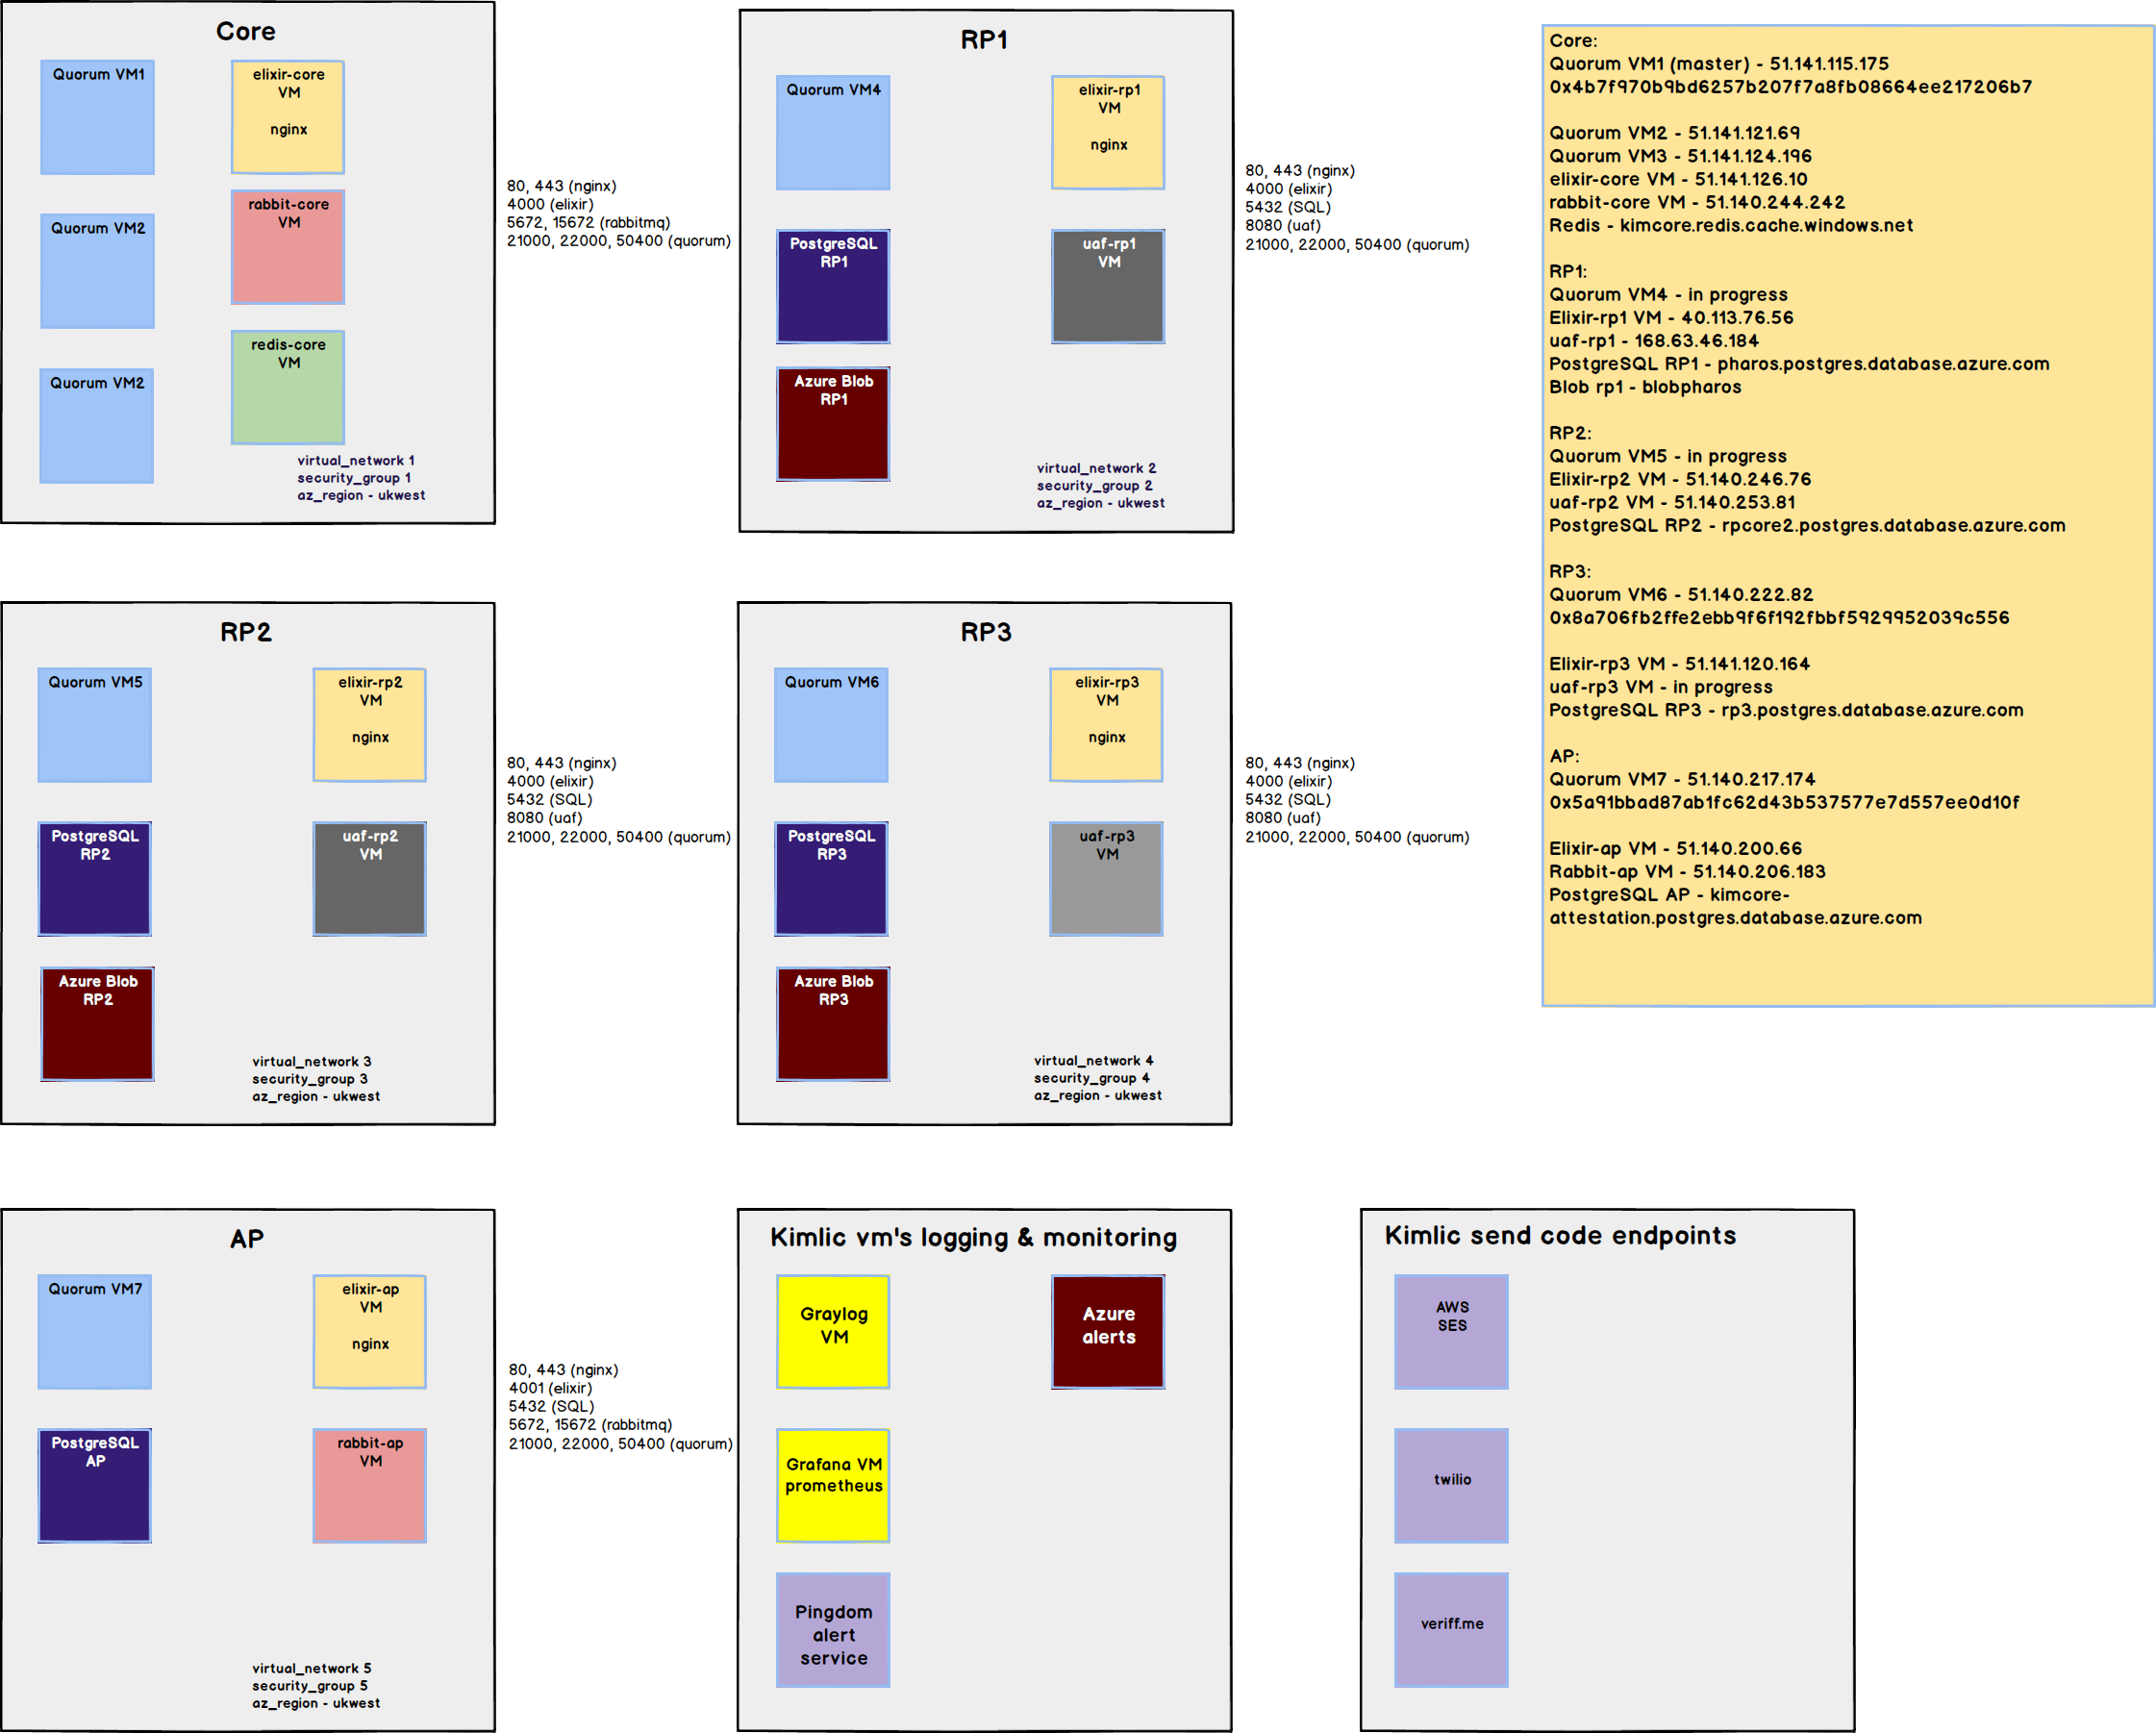 Core
Quorum VM1
elixir-core
VM
nginx
Quorum VM2
rabbit-core
VM
Quorum VM2
redis-core
VM
virtual_network 1
security_group 1
az_region - ukwest
80, 443 (nginx)
4000 (elixir)
5672, 15672 (rabbitmq)
21000, 22000, 50400 (quorum)
RP1
Quorum VM4
elixir-rp1
VM
nginx
PostgreSQL
RP1
uaf-rp1
VM
Azure Blob
RP1
virtual_network 2
security_group 2
az_region - ukwest
80, 443 (nginx)
4000 (elixir)
5432 (SQL)
8080 (uaf)
21000, 22000, 50400 (quorum)
Core:
Quorum VM1 (master) - 51.141.115.175
0x4b7f970b9bd6257b207f7a8fb08664ee217206b7
Quorum VM2 - 51.141.121.69
Quorum VM3 - 51.141.124.196
elixir-core VM - 51.141.126.10
rabbit-core VM - 51.140.244.242
Redis - kimcore.redis.cache.windows.net
RP1:
Quorum VM4 - in progress
Elixir-rp1 VM - 40.113.76.56
uaf-rp1 - 168.63.46.184
PostgreSQL RP1 - pharos.postgres.database.azure.com
Blob rp1 - blobpharos
RP2:
Quorum VM5 - in progress
Elixir-rp2 VM - 51.140.246.76
uaf-rp2 VM - 51.140.253.81
PostgreSQL RP2 - rpcore2.postgres.database.azure.com
RP3:
Quorum VM6 - 51.140.222.82
0x8a706fb2ffe2ebb9f6f192fbbf5929952039c556
Elixir-rp3 VM - 51.141.120.164
uaf-rp3 VM - in progress
PostgreSQL RP3 - rp3.postgres.database.azure.com
AP:
Quorum VM7 - 51.140.217.174
0x5a91bbad87ab1fc62d43b537577e7d557ee0d10f
Elixir-ap VM - 51.140.200.66
Rabbit-ap VM - 51.140.206.183
PostgreSQL AP - kimcore-
attestation.postgres.database.azure.com
RP2
Quorum VM5
elixir-rp2
VM
nginx
PostgreSQL
RP2
uaf-rp2
VM
Azure Blob
RP2
virtual_network 3
security_group 3
az_region - ukwest
80, 443 (nginx)
4000 (elixir)
5432 (SQL)
8080 (uaf)
21000, 22000, 50400 (quorum)
RP3
Quorum VM6
elixir-rp3
VM
nginx
PostgreSQL
RP3
uaf-rp3
VM
Azure Blob
RP3
virtual_network 4
security_group 4
az_region - ukwest
80, 443 (nginx)
4000 (elixir)
5432 (SQL)
8080 (uaf)
21000, 22000, 50400 (quorum)
AP
Quorum VM7
elixir-ap
VM
nginx
PostgreSQL
AP
rabbit-ap
VM
virtual_network 5
security_group 5
az_region - ukwest
80, 443 (nginx)
4001 (elixir)
5432 (SQL)
5672, 15672 (rabbitmq)
21000, 22000, 50400 (quorum)
Kimlic vm's logging & monitoring
Graylog
VM
Azure
alerts
Grafana VM
prometheus
Pingdom
alert
service
Kimlic send code endpoints
AWS
SES
twilio
veriff.me